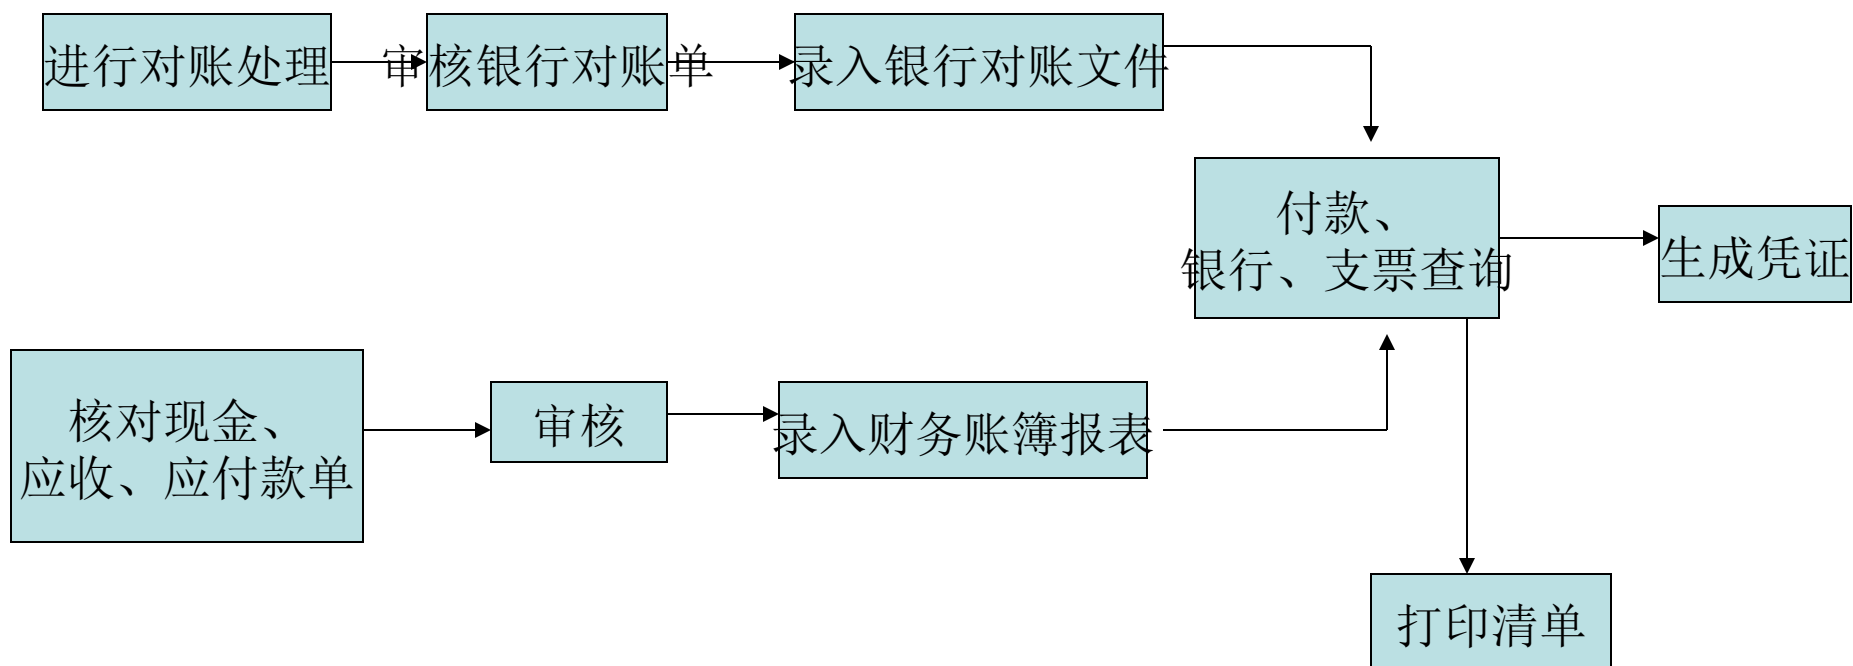 进行对账处理
审核银行对账单
录入银行对账文件
付款、
银行、支票查询
生成凭证
核对现金、
应收、应付款单
审核
录入财务账簿报表
打印清单